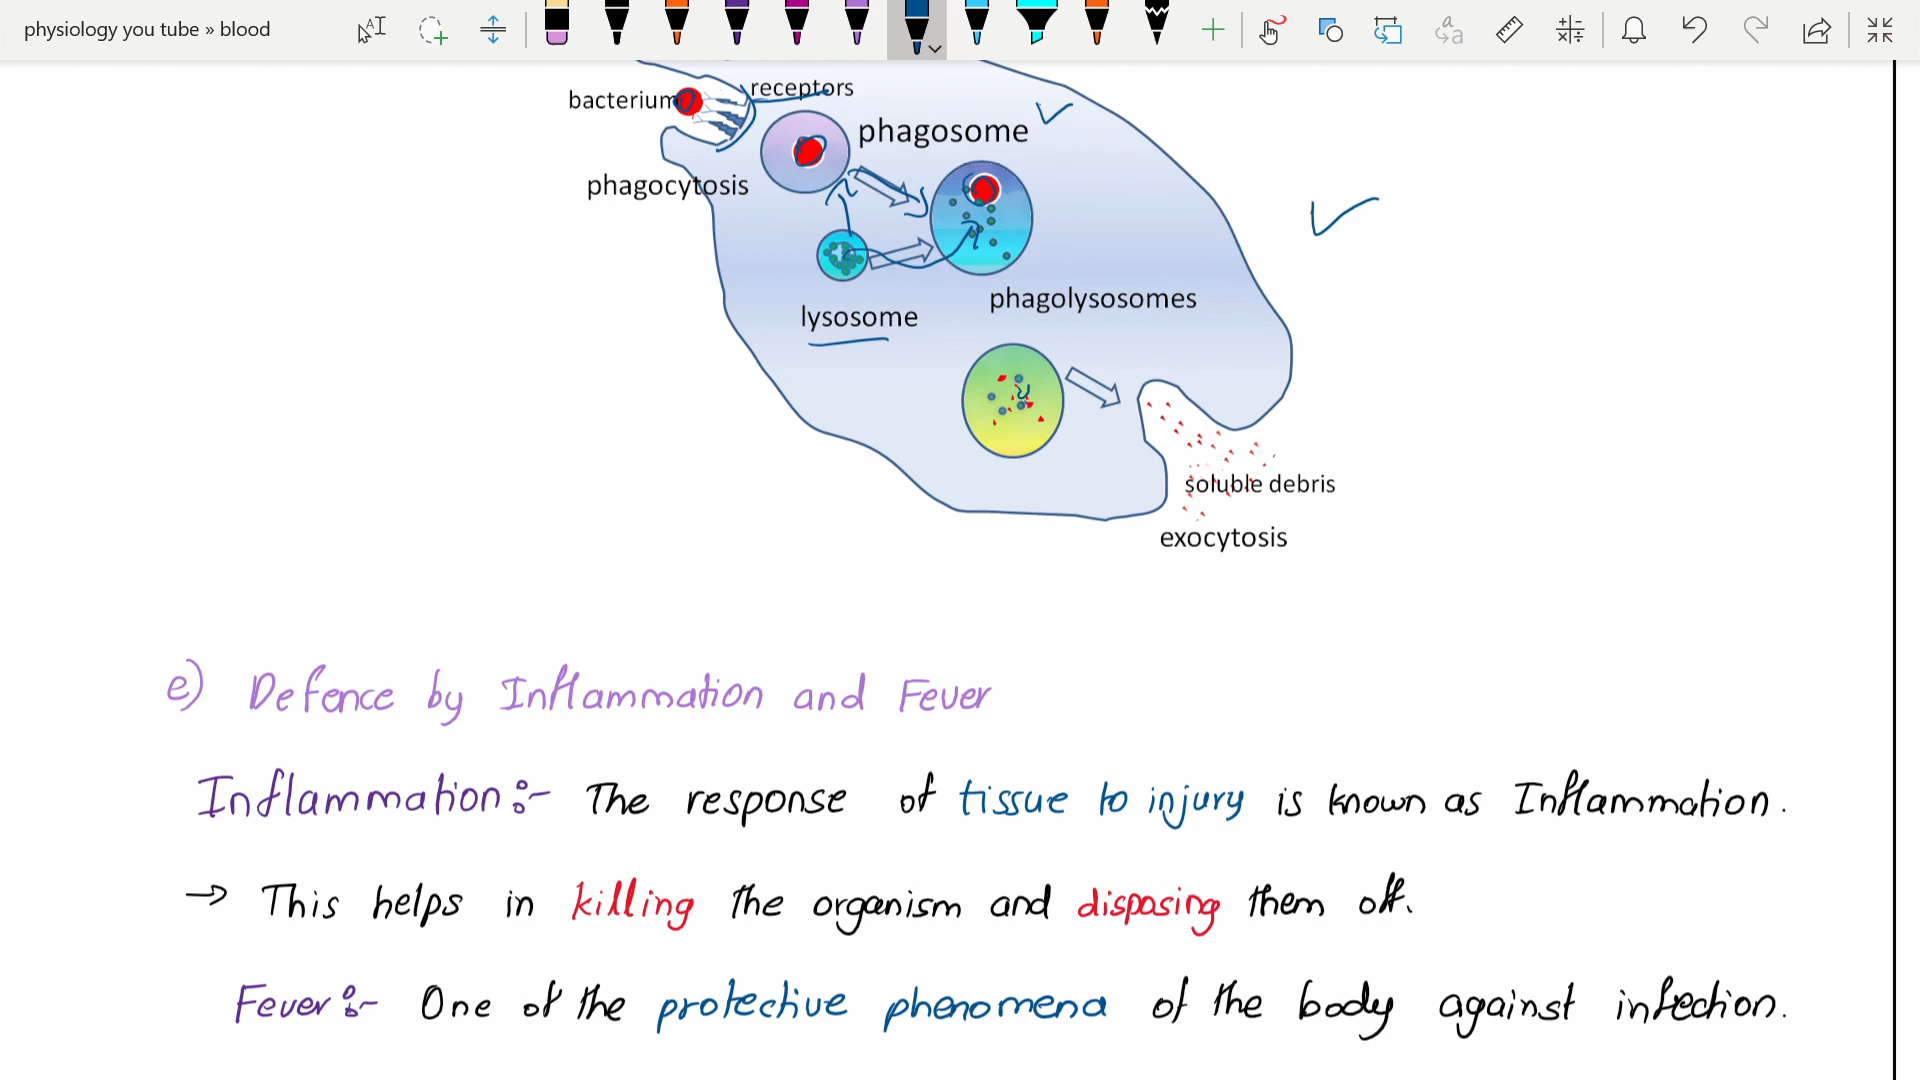 physiology you tube » blood
bacterium
receptors
phagosome
phagocytosis
phagolysosomes
lysosome
soluble debris
exocytosis
e) Defence by Inflammation and Fever
Inflammation :- The response of tissue to injury is known as Inflammation.
→ This helps in killing the organism and disposing them off.
Fever :- One of the protective phenomena of the body against infection.